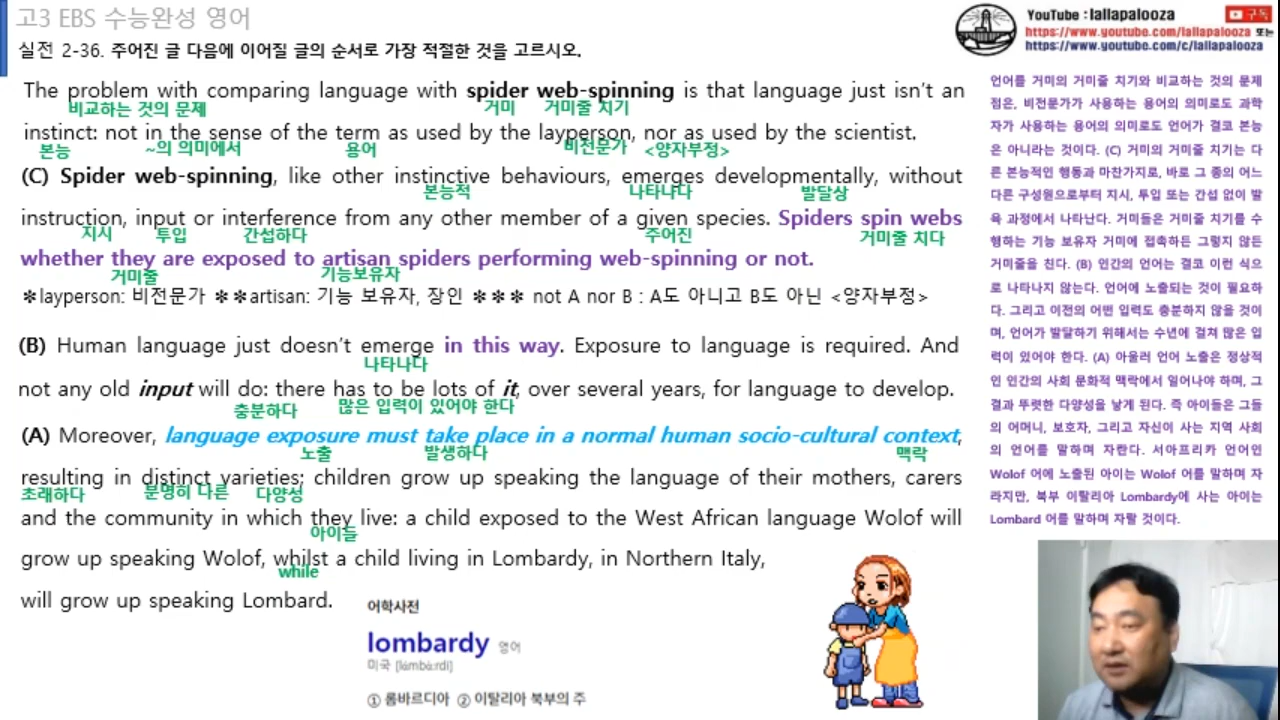 고3 EBS 수능완성 영어
실전 2-36. 주어진 글 다음에 이어질 글의 순서로 가장 적절한 것을 고르시오.
YouTube : lallapalooza
구독
https://www.youtube.com/lallapalooza 또는
https://www.youtube.com/c/lallapalooza
The problem with comparing language with spider web-spinning is that language just isn't an
비교하는 것의 문제 거미 거미줄 치기
instinct: not in the sense of the term as used by the layperson, nor as used by the scientist.
본능 ~의 의미에서 용어 비전문가 <양자부정>
(C) Spider web-spinning, like other instinctive behaviours, emerges developmentally, without
본능적 나타나다 발달상
instruction, input or interference from any other member of a given species. Spiders spin webs
지시 투입 간섭하다 주어진 거미줄 치다
whether they are exposed to artisan spiders performing web-spinning or not.
거미줄 기능보유자
✻layperson: 비전문가 ✻✻artisan: 기능 보유자, 장인 ✻✻✻ not A nor B : A도 아니고 B도 아닌 <양자부정>
(B) Human language just doesn't emerge in this way. Exposure to language is required. And
나타나다
not any old input will do: there has to be lots of it, over several years, for language to develop.
충분하다 많은 입력이 있어야 한다
(A) Moreover, language exposure must take place in a normal human socio-cultural context,
노출 발생하다 맥락
resulting in distinct varieties; children grow up speaking the language of their mothers, carers
초래하다 분명히 다른 다양성
and the community in which they live: a child exposed to the West African language Wolof will
아이들
grow up speaking Wolof, whilst a child living in Lombardy, in Northern Italy,
while
will grow up speaking Lombard.
어학사전
lombardy 영어
미국 [lámbə:rdi]
① 롬바르디아 ② 이탈리아 북부의 주
언어를 거미의 거미줄 치기와 비교하는 것의 문제
점은, 비전문가가 사용하는 용어의 의미로도 과학
자가 사용하는 용어의 의미로도 언어가 결코 본능
은 아니라는 것이다. (C) 거미의 거미줄 치기는 다
른 본능적인 행동과 마찬가지로, 바로 그 종의 어느
다른 구성원으로부터 지시, 투입 또는 간섭 없이 발
육 과정에서 나타난다. 거미들은 거미줄 치기를 수
행하는 기능 보유자 거미에 접촉하든 그렇지 않든
거미줄을 친다. (B) 인간의 언어는 결코 이런 식으
로 나타나지 않는다. 언어에 노출되는 것이 필요하
다. 그리고 이전의 어떤 입력도 충분하지 않을 것이
며, 언어가 발달하기 위해서는 수년에 걸쳐 많은 입
력이 있어야 한다. (A) 아울러 언어 노출은 정상적
인 인간의 사회 문화적 맥락에서 일어나야 하며, 그
결과 뚜렷한 다양성을 낳게 된다. 즉 아이들은 그들
의 어머니, 보호자, 그리고 자신이 사는 지역 사회
의 언어를 말하며 자란다. 서아프리카 언어인
Wolof 어에 노출된 아이는 Wolof 어를 말하며 자
라지만, 북부 이탈리아 Lombardy에 사는 아이는
Lombard 어를 말하며 자랄 것이다.